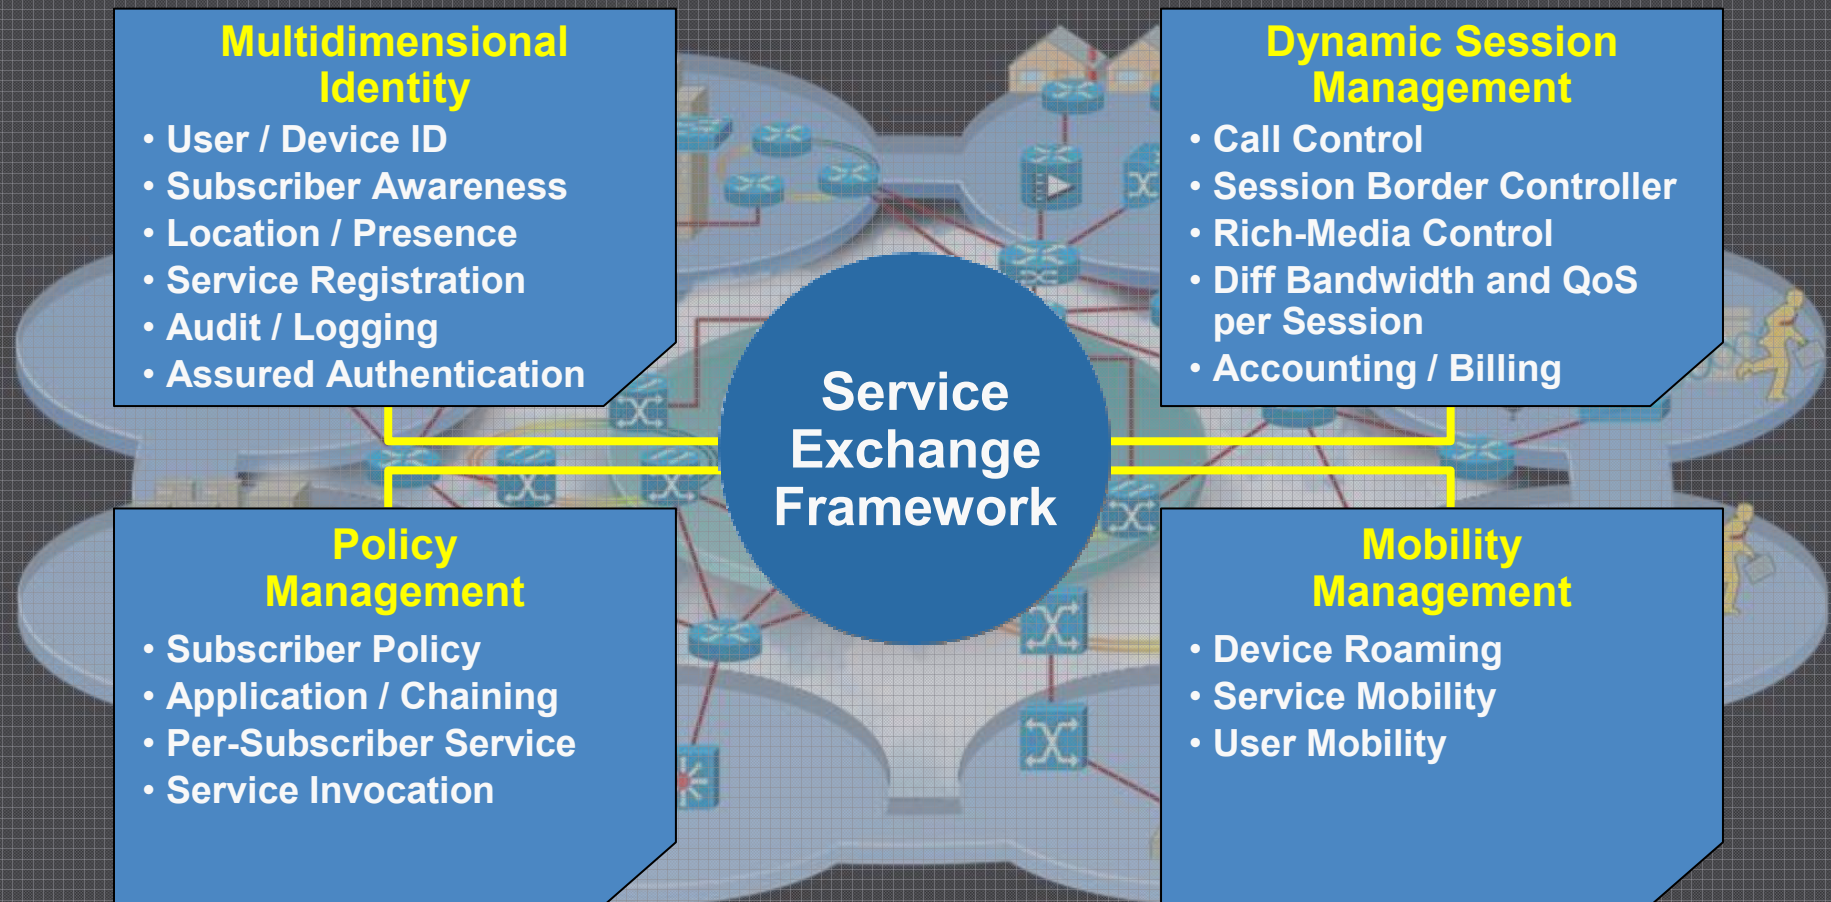 Multidimensional
Identity
• User / Device ID
• Subscriber Awareness
• Location / Presence
• Service Registration
• Audit / Logging
• Assured Authentication
Dynamic Session
Management
• Call Control
• Session Border Controller
• Rich-Media Control
• Diff Bandwidth and QoS
per Session
• Accounting / Billing
Service
Exchange
Framework
Policy
Management
• Subscriber Policy
• Application / Chaining
• Per-Subscriber Service
• Service Invocation
Mobility
Management
• Device Roaming
• Service Mobility
• User Mobility